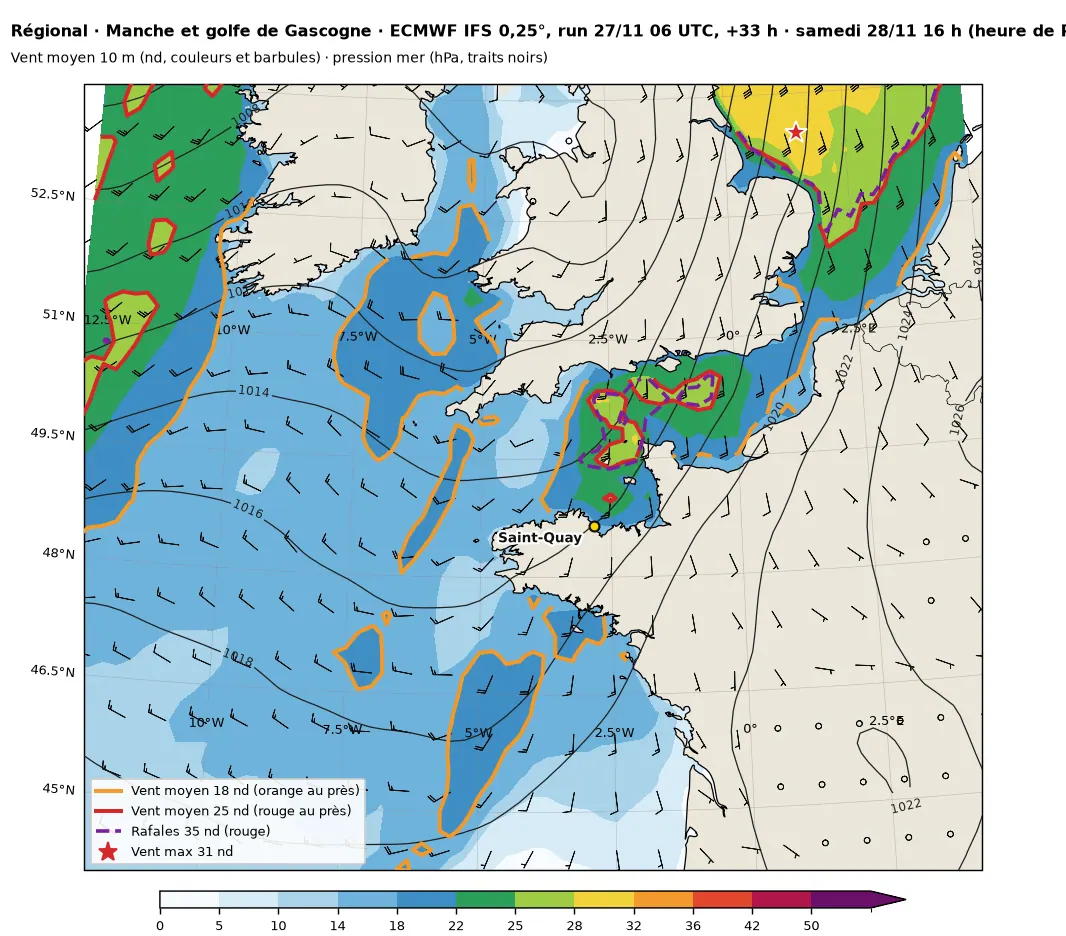 Régional · Manche et golfe de Gascogne · ECMWF IFS 0,25°, run 27/11 06 UTC, +33 h · samedi 28/11 16 h (heure de
Vent moyen 10 m (nd, couleurs et barbules) · pression mer (hPa, traits noirs)
1008
52.5°N
1026
51°N
12.5°W
7.5°W
5°W
2.5°W
0°
2.5°E
1024
1022
1014
1020
1026
49.5°N
1016
Saint-Quay
48°N
1018
46.5°N
10°W
7.5°W
5°W
2.5°W
0°
2.5°E
45°N
1022
Vent moyen 18 nd (orange au près)
Vent moyen 25 nd (rouge au près)
Rafales 35 nd (rouge)
Vent max 31 nd
0 5 10 14 18 22 25 28 32 36 42 50